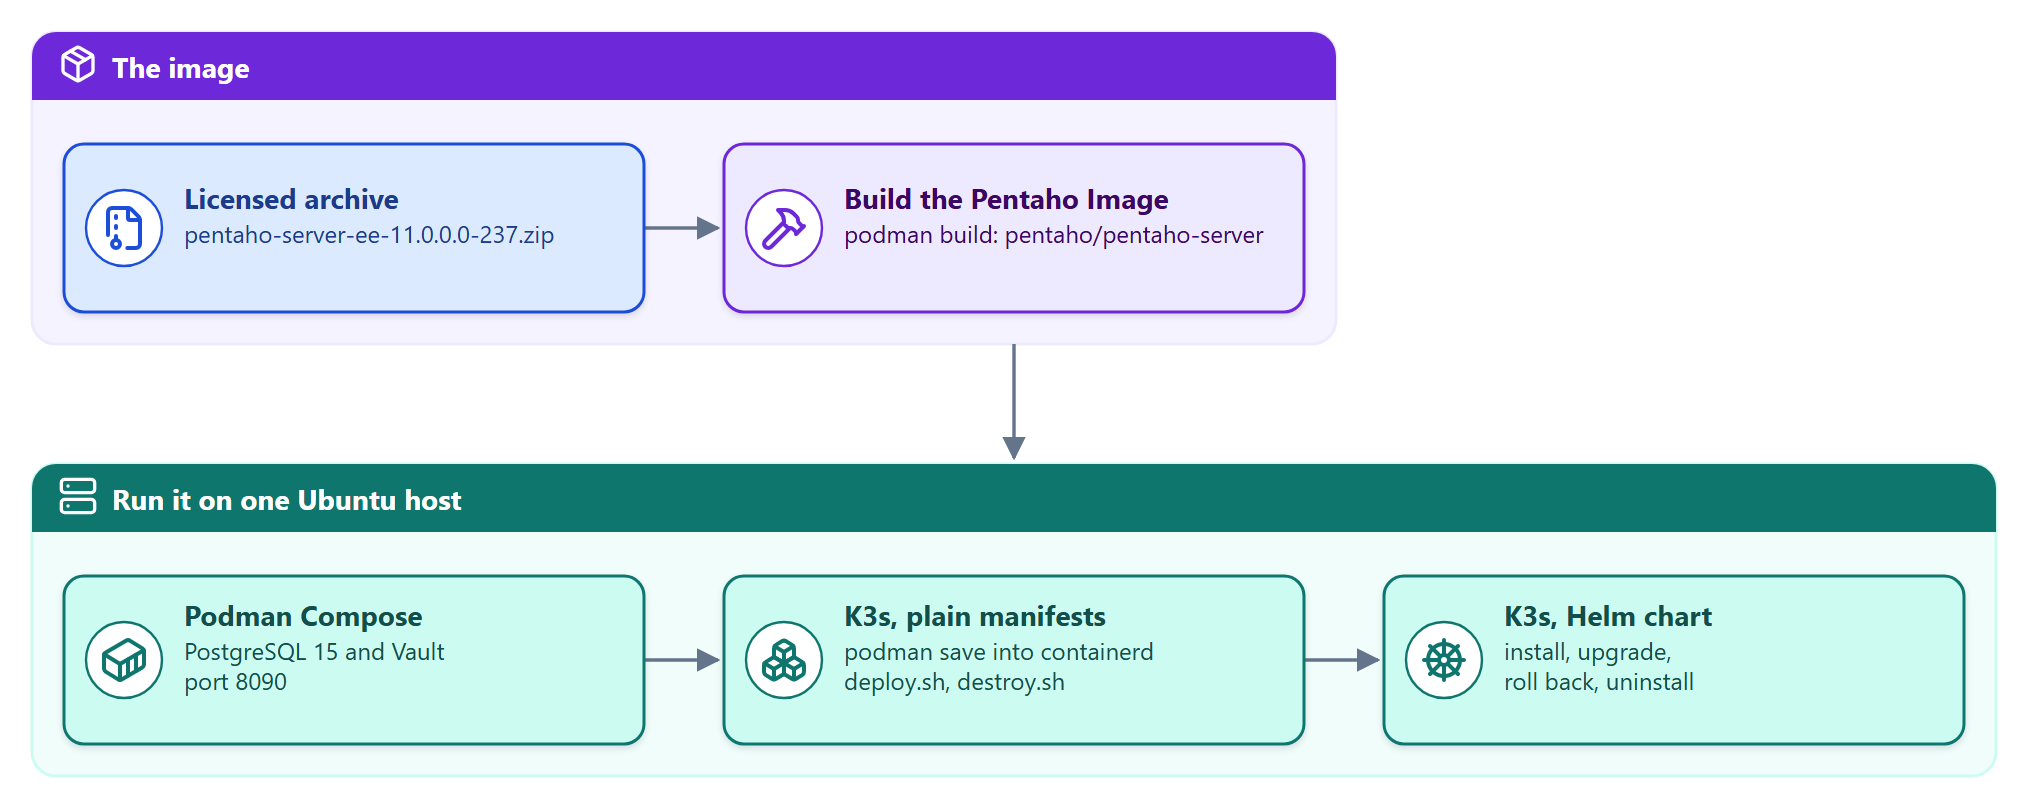 The image
Licensed archive
pentaho-server-ee-11.0.0.0-237.zip
Build the Pentaho Image
podman build: pentaho/pentaho-server
Run it on one Ubuntu host
Podman Compose
PostgreSQL 15 and Vault
port 8090
K3s, plain manifests
podman save into containerd
deploy.sh, destroy.sh
K3s, Helm chart
install, upgrade,
roll back, uninstall